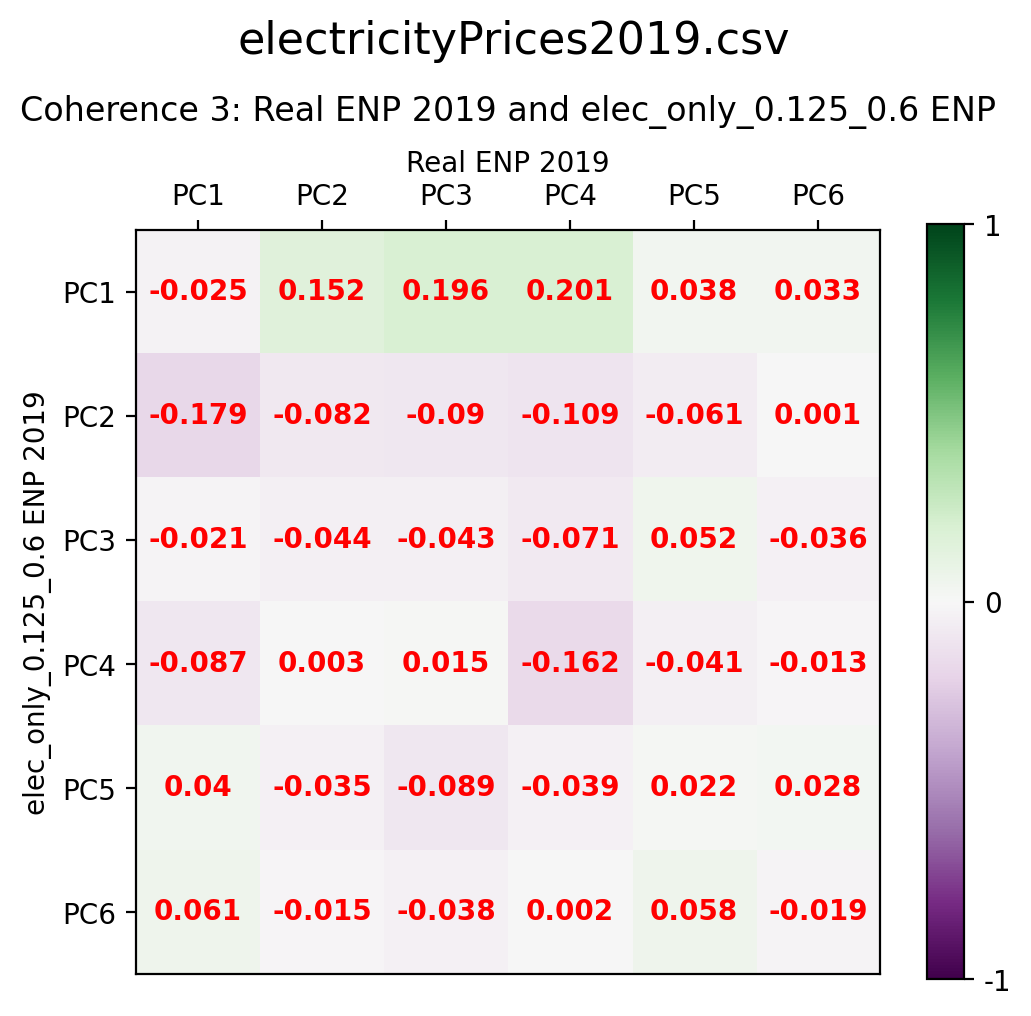 electricityPrices2019.csv
Coherence 3: Real ENP 2019 and elec_only_0.125_0.6 ENP
Real ENP 2019
PC1 PC2 PC3 PC4 PC5 PC6
elec_only_0.125_0.6 ENP 2019
PC1 -0.025 0.152 0.196 0.201 0.038 0.033
PC2 -0.179 -0.082 -0.09 -0.109 -0.061 0.001
PC3 -0.021 -0.044 -0.043 -0.071 0.052 -0.036
PC4 -0.087 0.003 0.015 -0.162 -0.041 -0.013
PC5 0.04 -0.035 -0.089 -0.039 0.022 0.028
PC6 0.061 -0.015 -0.038 0.002 0.058 -0.019
1
0
-1